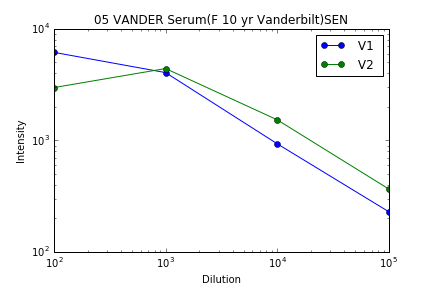 05 VANDER Serum(F 10 yr Vanderbilt)SEN
V1
V2
10^4
10^3
10^2
Intensity
10^2 10^3 10^4 10^5
Dilution